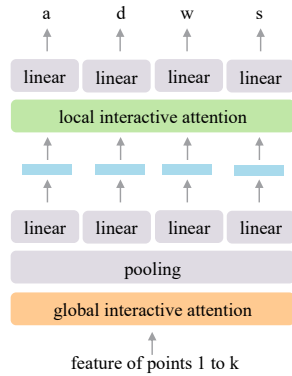 a d w s
linear linear linear linear
local interactive attention
linear linear linear linear
pooling
global interactive attention
feature of points 1 to k